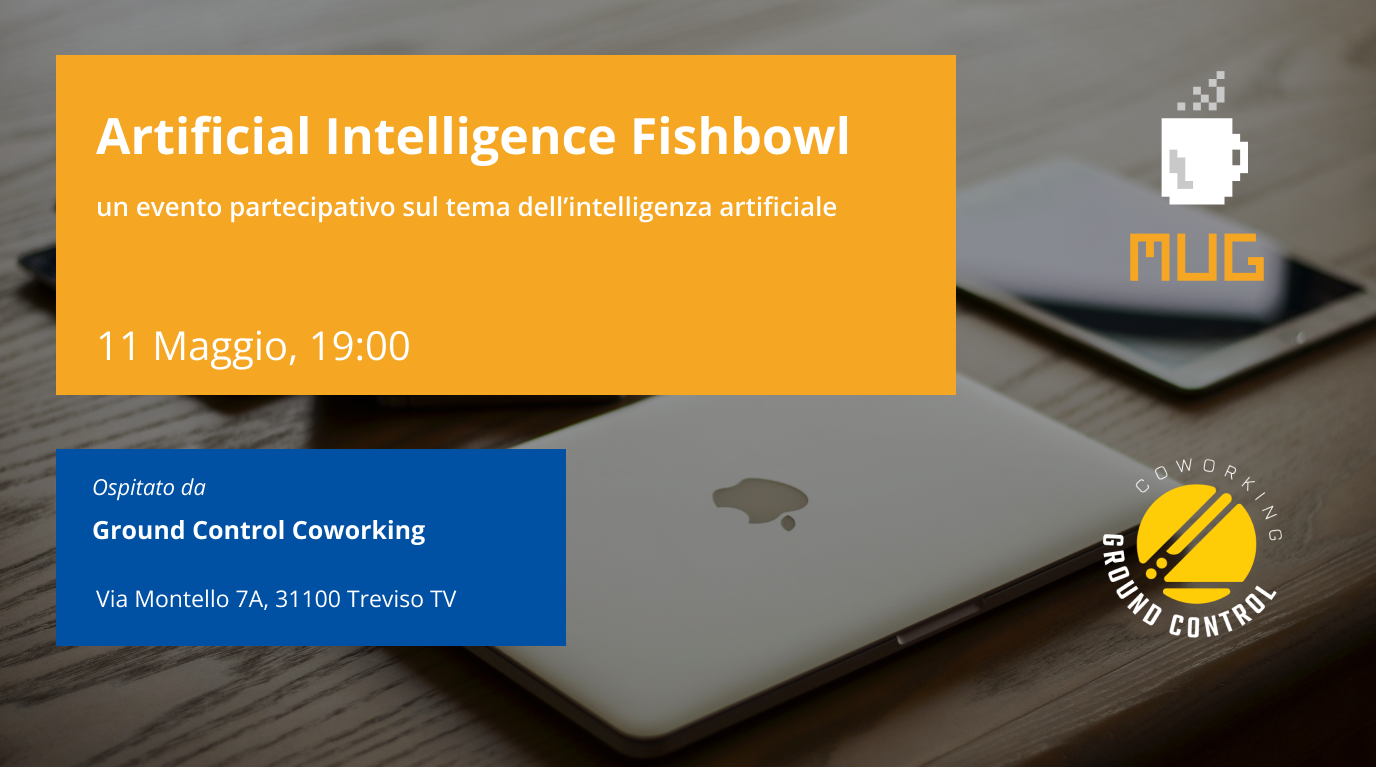 Artificial Intelligence Fishbowl
un evento partecipativo sul tema dell’intelligenza artificiale
11 Maggio, 19:00
MUG
Ospitato da
Ground Control Coworking
Via Montello 7A, 31100 Treviso TV
COWORKING
GROUND CONTROL